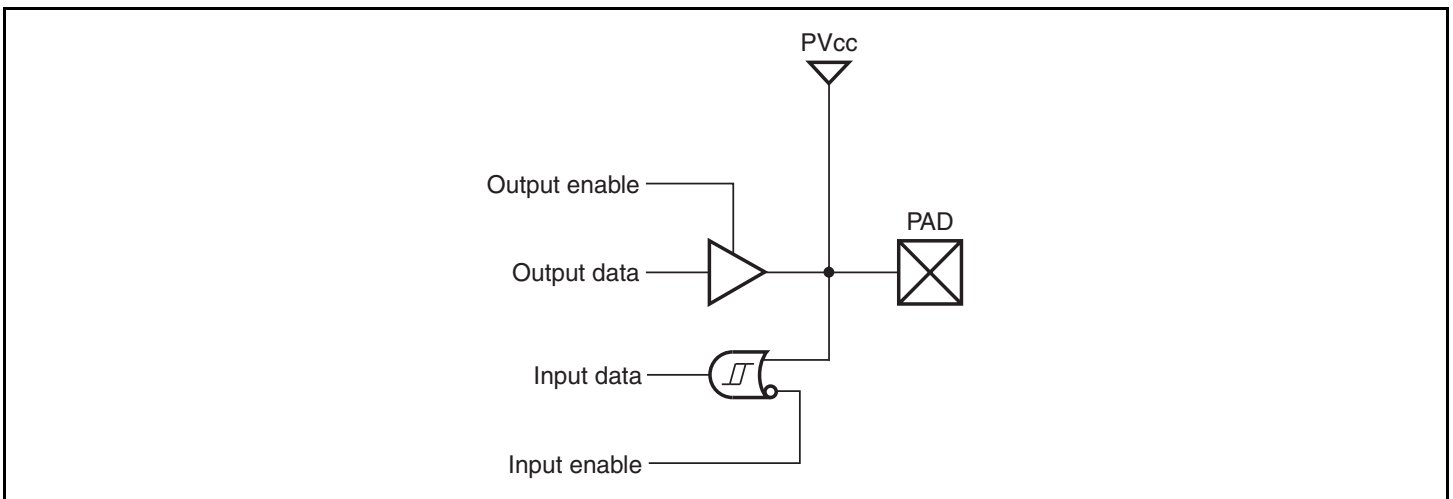 PVcc
Output enable
PAD
Output data
Input data
Input enable